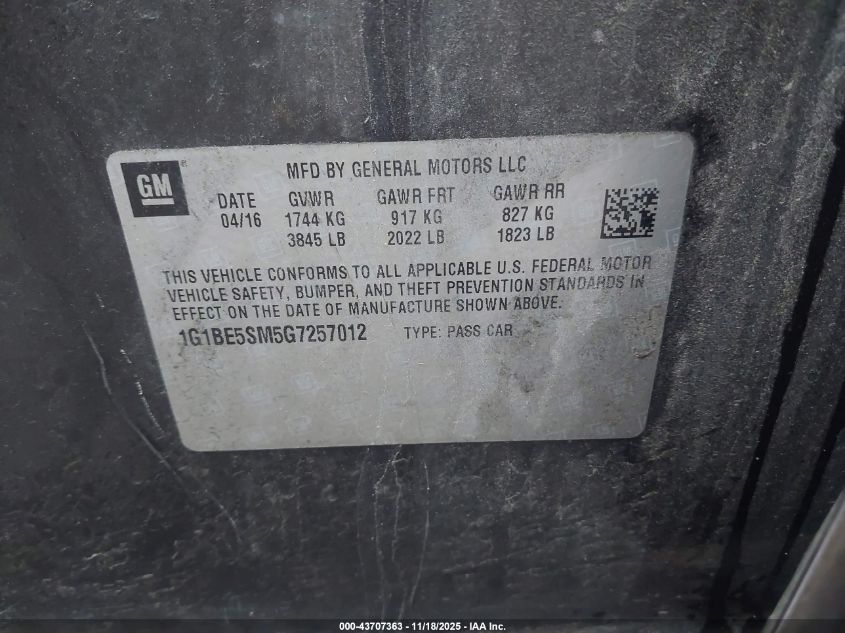 GM
MFD BY GENERAL MOTORS LLC
DATE GVWR GAWR FRT GAWR RR
04/16 1744 KG 917 KG 827 KG
3845 LB 2022 LB 1823 LB
THIS VEHICLE CONFORMS TO ALL APPLICABLE U.S. FEDERAL MOTOR
VEHICLE SAFETY, BUMPER, AND THEFT PREVENTION STANDARDS IN
EFFECT ON THE DATE OF MANUFACTURE SHOWN ABOVE.
1G1BE5SM5G7257012 TYPE: PASS CAR
000-43707363 - 11/18/2025 - IAA Inc.